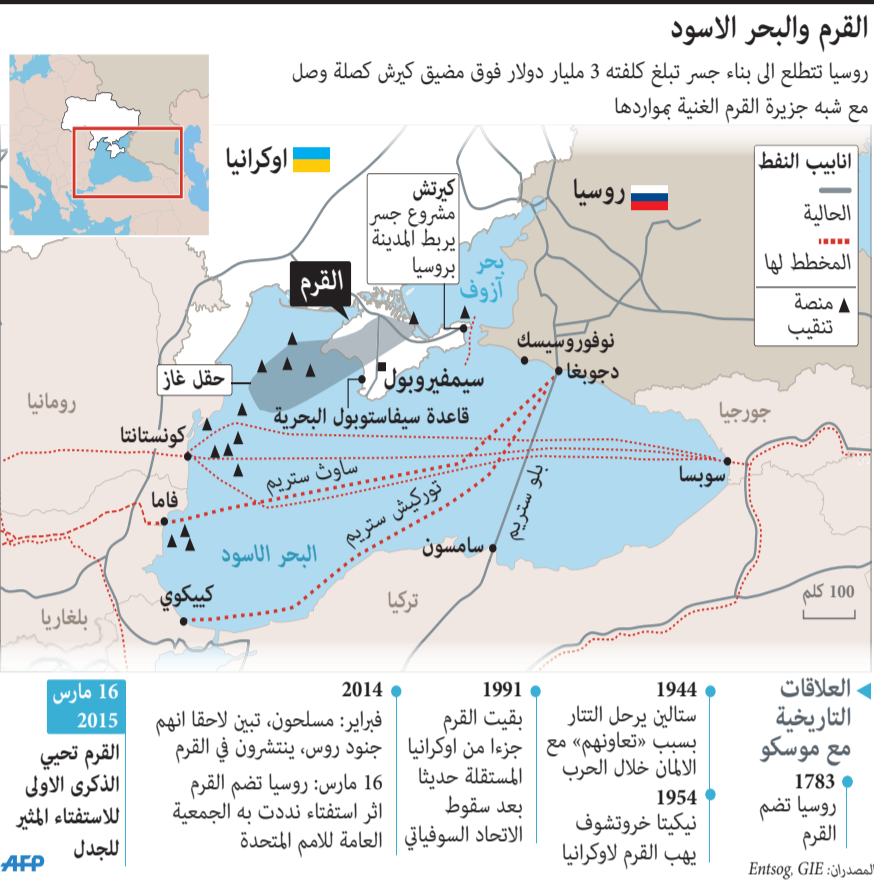 القرم والبحر الاسود
روسيا تتطلع الى بناء جسر تبلغ كلفته 3 مليار دولار فوق مضيق كيرش كصلة وصل
مع شبه جزيرة القرم الغنية بمواردها
انابيب النفط
الحالية
المخطط لها
منصة
تنقيب
روسيا
اوكرانيا
كيرتش
مشروع جسر
يربط المدينة
بروسيا
القرم
بحر
آزوف
نوفوروسيسك
دجوبغا
حقل غاز
سيمفيروبول
قاعدة سيفاستوبول البحرية
رومانيا
جورجيا
كونستانتا
سوبسا
ساوث ستريم
توركيش ستريم
بلو ستريم
فاما
البحر الاسود
سامسون
كييكوي
تركيا
بلغاريا
100 كلم
العلاقات
التاريخية
مع موسكو
1783
روسيا تضم
القرم
1944
ستالين يرحل التتار
بسبب «تعاونهم» مع
الالمان خلال الحرب
1954
نيكيتا خروتشوف
يهب القرم لاوكرانيا
1991
بقيت القرم
جزءا من اوكرانيا
المستقلة حديثا
بعد سقوط
الاتحاد السوفياتي
2014
فبراير: مسلحون، تبين لاحقا انهم
جنود روس، ينتشرون في القرم
16 مارس: روسيا تضم القرم
اثر استفتاء نددت به الجمعية
العامة للامم المتحدة
16 مارس
2015
القرم تحيي
الذكرى الاولى
للاستفتاء المثير
للجدل
المصدران: Entsog, GIE
AFP